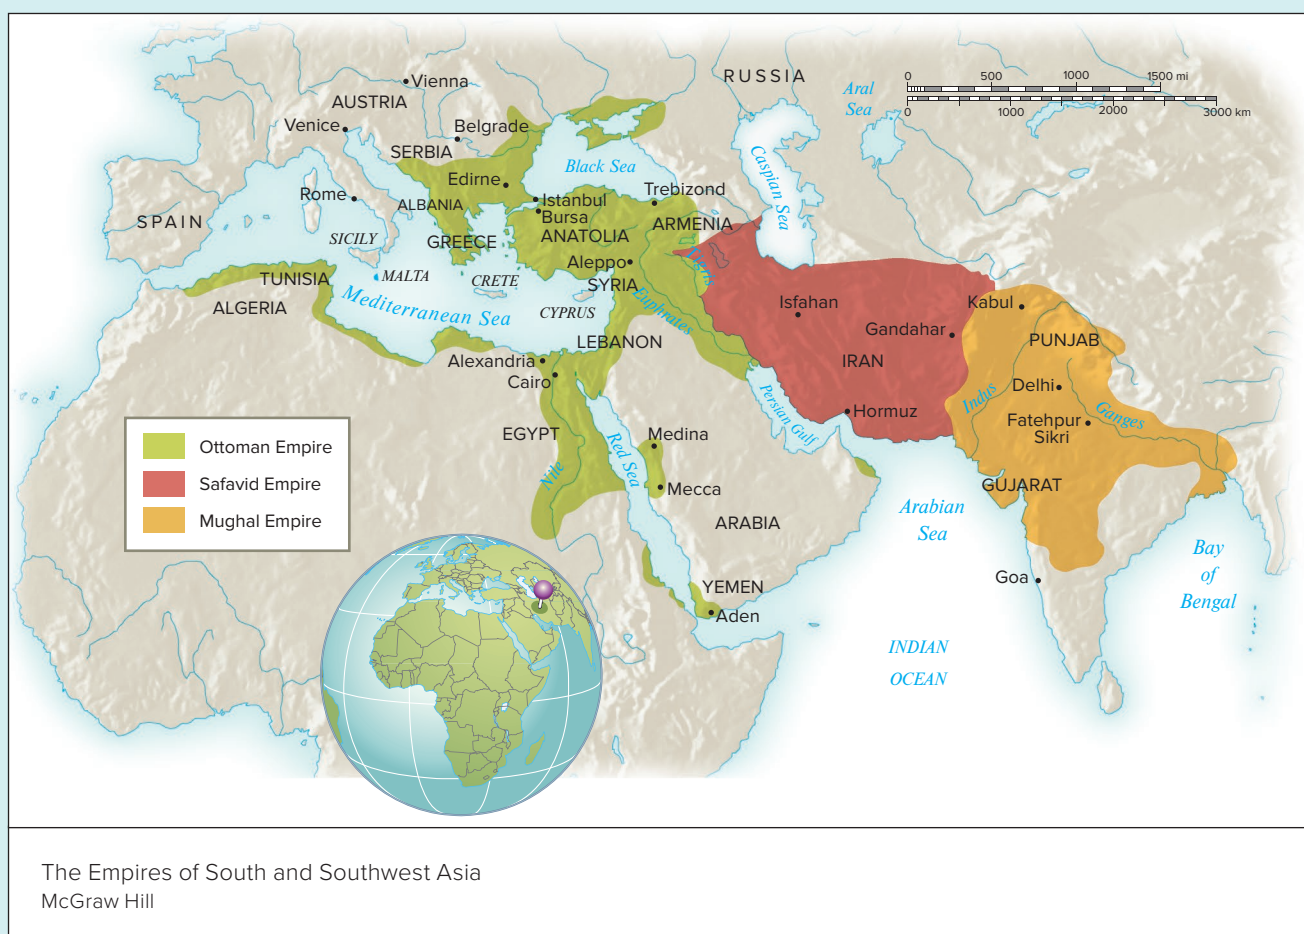 RUSSIA
0 500 1000 1500 mi
0 1000 2000 3000 km
Aral
Sea
Vienna
AUSTRIA
Venice
Belgrade
SERBIA
Black Sea
Caspian Sea
Edirne
Trebizond
Rome
ALBANIA
Istanbul
Bursa
SPAIN
ANATOLIA
ARMENIA
SICILY
GREECE
Aleppo
Tigris
TUNISIA
MALTA
CRETE
SYRIA
ALGERIA
Mediterranean Sea
CYPRUS
Euphrates
Isfahan
Kabul
Gandahar
LEBANON
PUNJAB
Alexandria
IRAN
Cairo
Delhi
Indus
Persian Gulf
Hormuz
Ganges
Fatehpur
Sikri
EGYPT
Medina
Red Sea
Nile
Mecca
GUJARAT
Ottoman Empire
Safavid Empire
Mughal Empire
ARABIA
Arabian
Sea
Bay
of
Bengal
Goa
YEMEN
Aden
INDIAN
OCEAN
The Empires of South and Southwest Asia
McGraw Hill